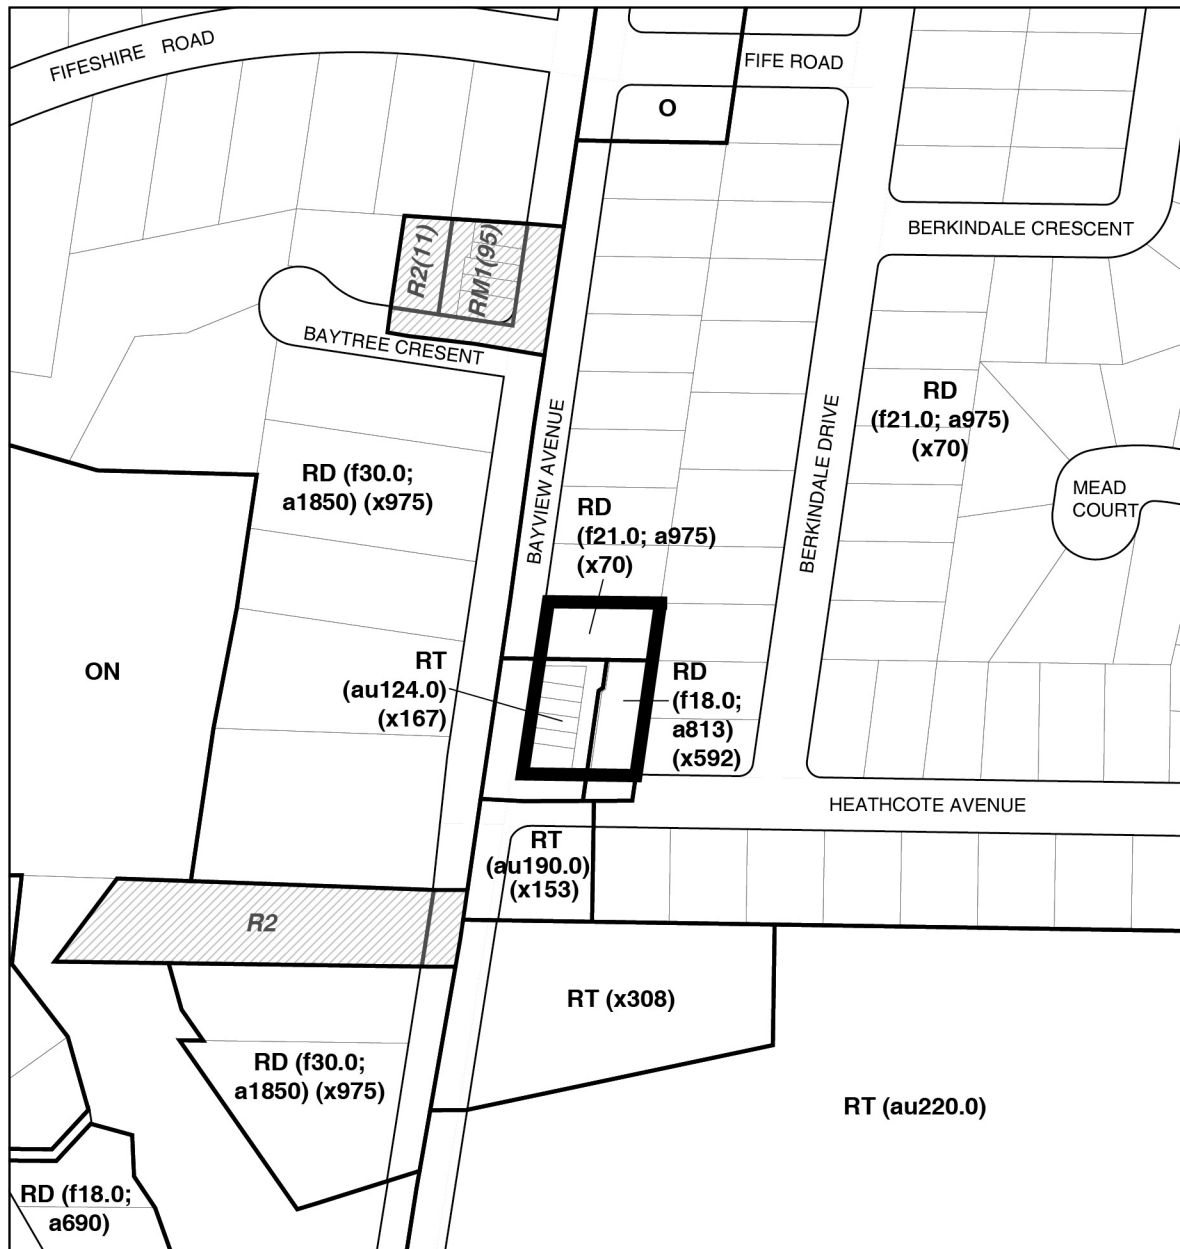 FIFESHIRE ROAD
FIFE ROAD
O
BERKINDALE CRESCENT
R2(11)
RM1(95)
BAYTREE CRESENT
BAYVIEW AVENUE
BERKINDALE DRIVE
RD
(f21.0; a975)
(x70)
MEAD
COURT
RD (f30.0;
a1850) (x975)
RD
(f21.0; a975)
(x70)
ON
RT
(au124.0)
(x167)
RD
(f18.0;
a813)
(x592)
HEATHCOTE AVENUE
RT
(au190.0)
(x153)
R2
RT (x308)
RD (f30.0;
a1850) (x975)
RT (au220.0)
RD (f18.0;
a690)